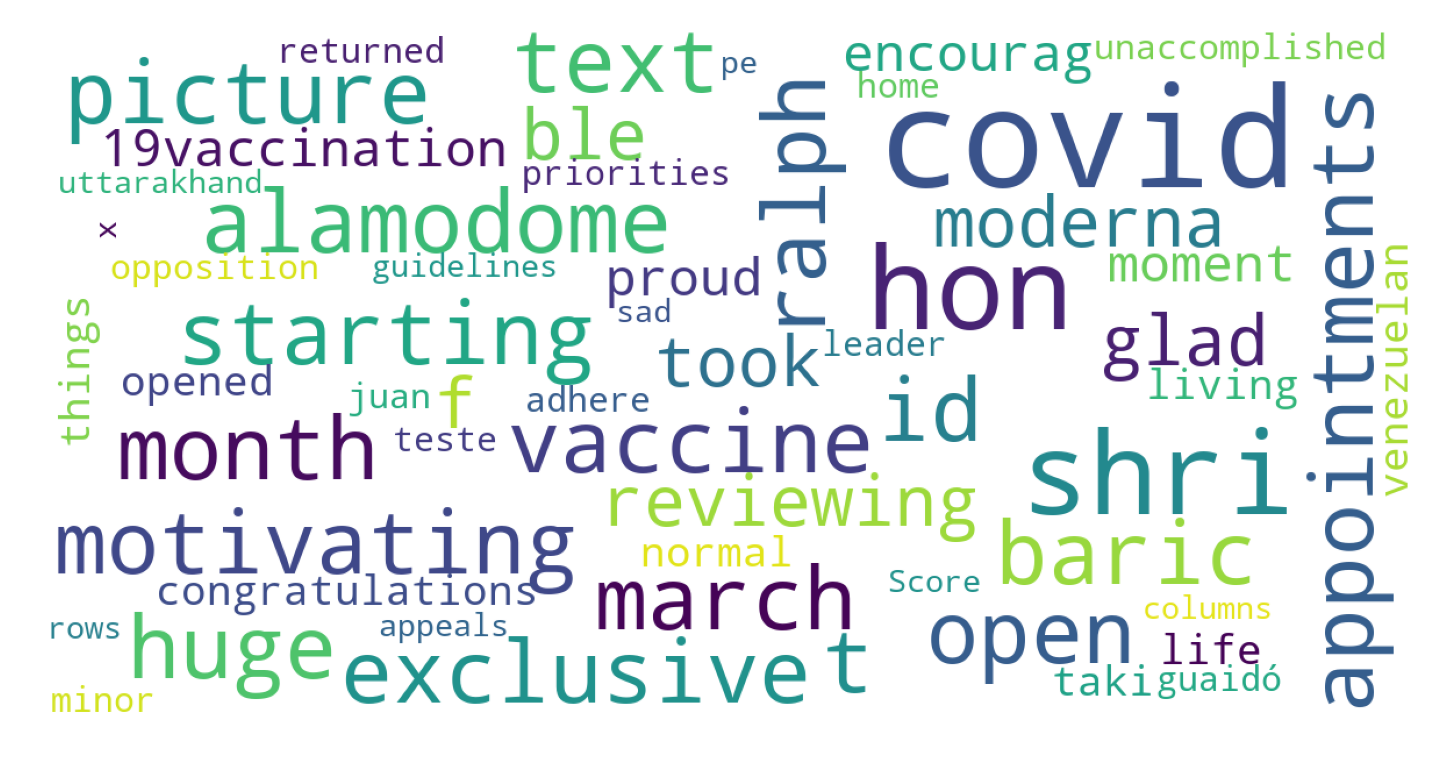 returned
text
pe
encourag
unaccomplished
picture
home
covid
19vaccination
ble
ralph
appointments
priorities
uttarakhand
alamodome
moderna
x
opposition
guidelines
proud
hon
moment
venezuelan
things
starting
sad
took
leader
glad
opened
juan
f
adhere
id
living
month
teste
vaccine
shri
reviewing
motivating
normal
baric
congratulations
march
Score
columns
rows
huge
appeals
exclusive
t
open
life
minor
taki
guaidó